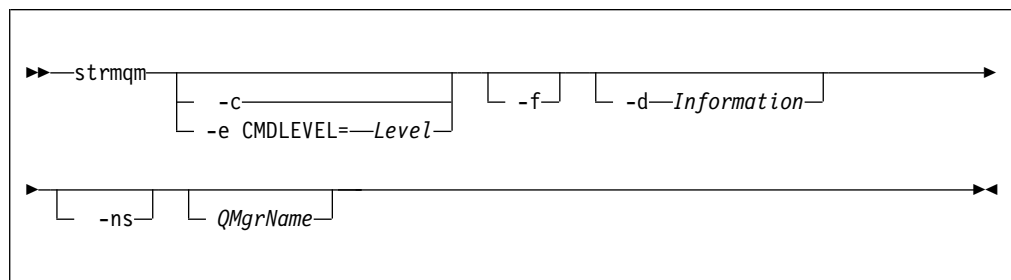 strmqm
-c
-e CMDLEVEL= Level
-f
-d Information
-ns
QMgrName